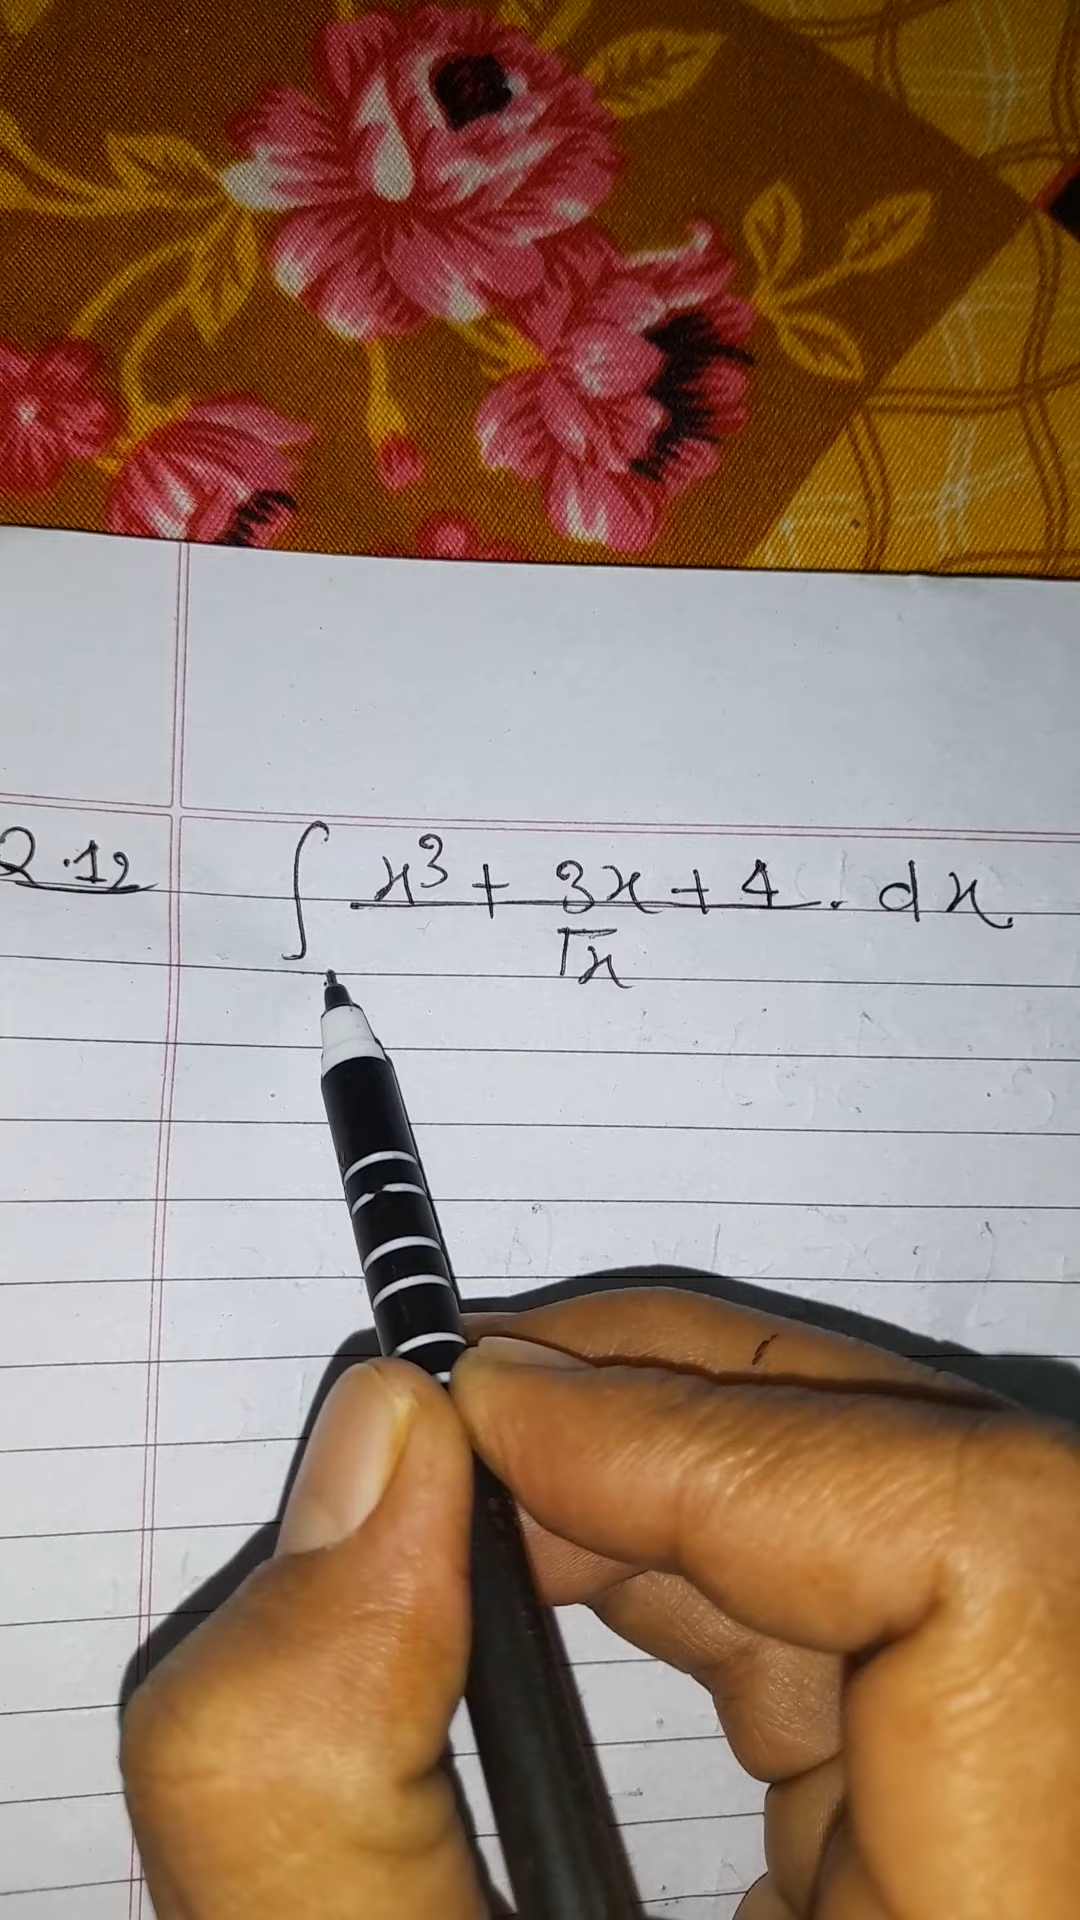 Q.12 ∫ x³ + 3x + 4 / √x . dx